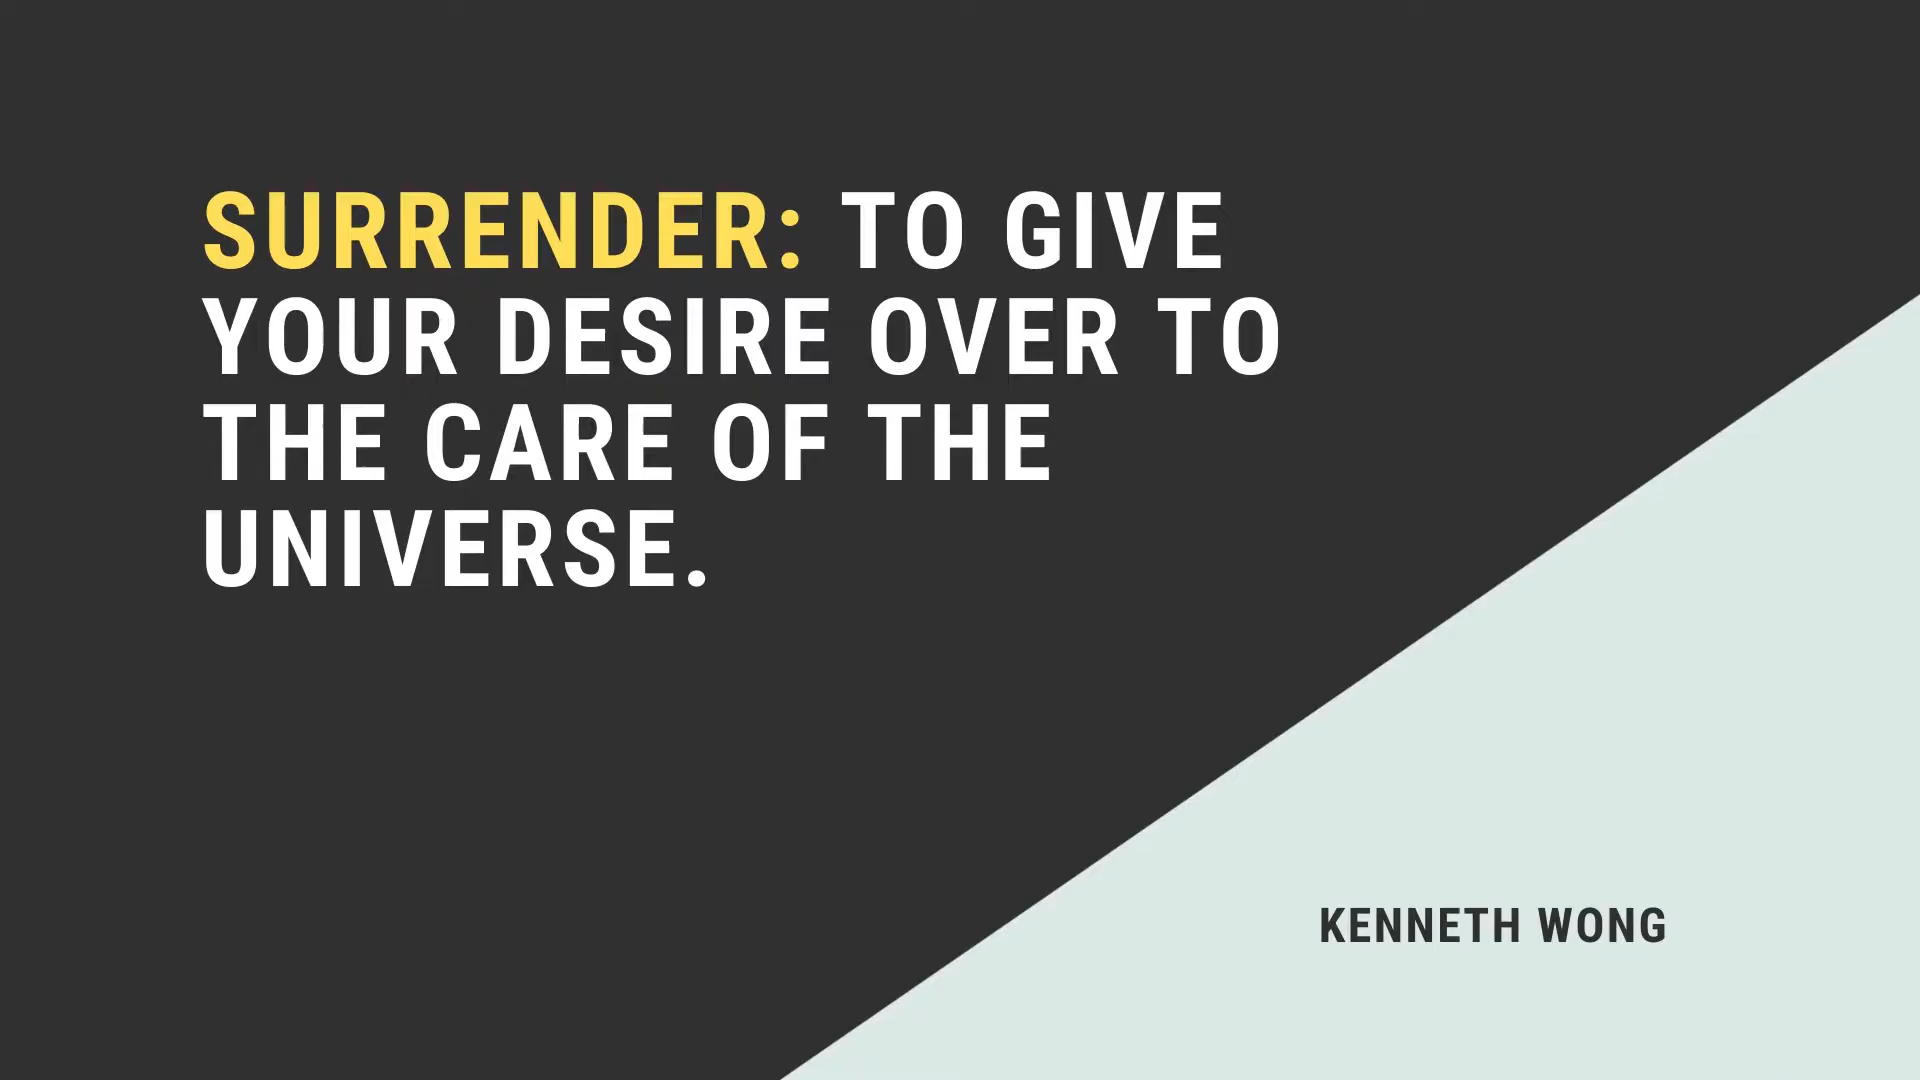 SURRENDER: TO GIVE
YOUR DESIRE OVER TO
THE CARE OF THE
UNIVERSE.
KENNETH WONG